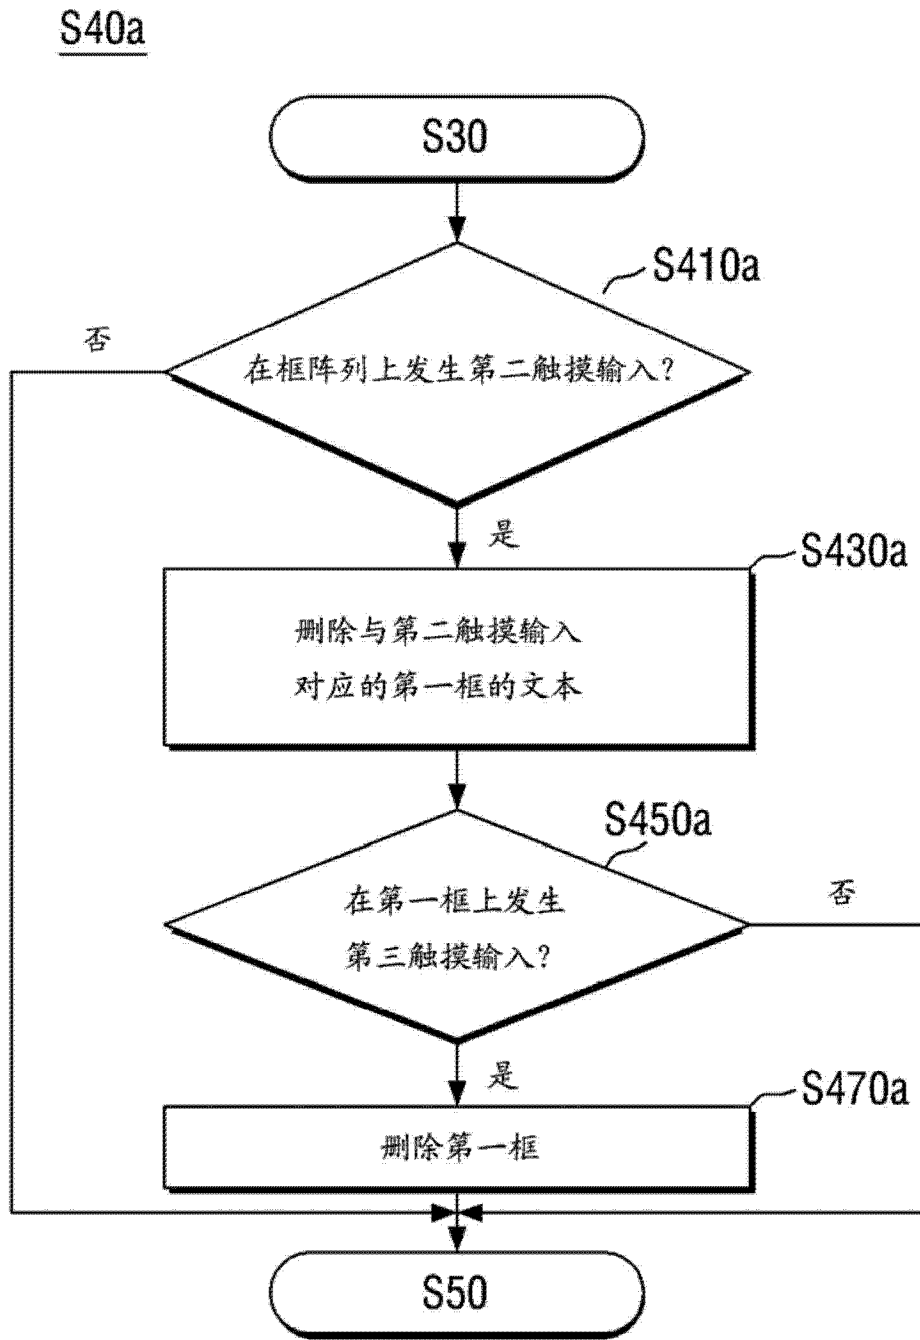 S40a
S30
S410a
否
在框阵列上发生第二触摸输入?
是
S430a
删除与第二触摸输入
对应的第一框的文本
S450a
否
在第一框上发生
第三触摸输入?
是
S470a
删除第一框
S50